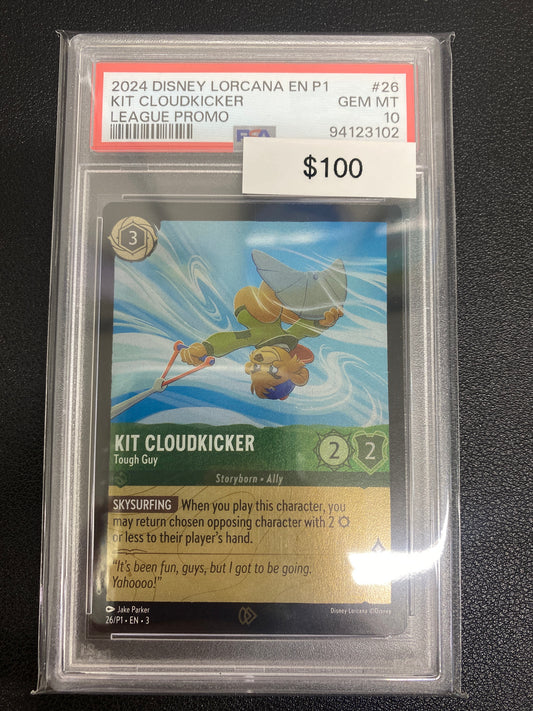 2024 DISNEY LORCANA EN P1 #26
KIT CLOUDKICKER GEM MT
LEAGUE PROMO 10
94123102
$100
3
KIT CLOUDKICKER
Tough Guy
2 2
Storyborn • Ally
SKYSURFING When you play this character, you
may return chosen opposing character with 2
or less to their player's hand.
"It's been fun, guys, but I got to be going.
Yahoooo!"
Jake Parker
26/P1 • EN • 3
Disney Lorcana ©Disney